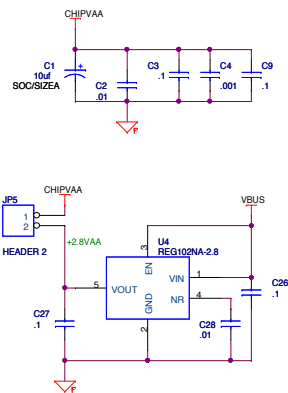 CHIPVAA
C1
10uf
SOC/SIZEA
C2
.01
C3
.1
C4
.001
C9
.1
F
JP5
1
2
HEADER 2
CHIPVAA
+2.8VAA
U4
REG102NA-2.8
VBUS
3
EN
5
VOUT
VIN
1
NR
4
GND
2
C26
.1
C27
.1
C28
.01
F